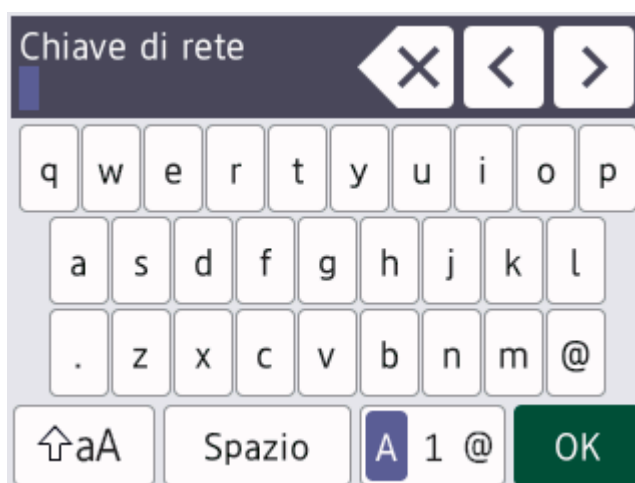 Chiave di rete
q w e r t y u i o p
a s d f g h j k l
. z x c v b n m @
aA Spazio A 1 @ OK